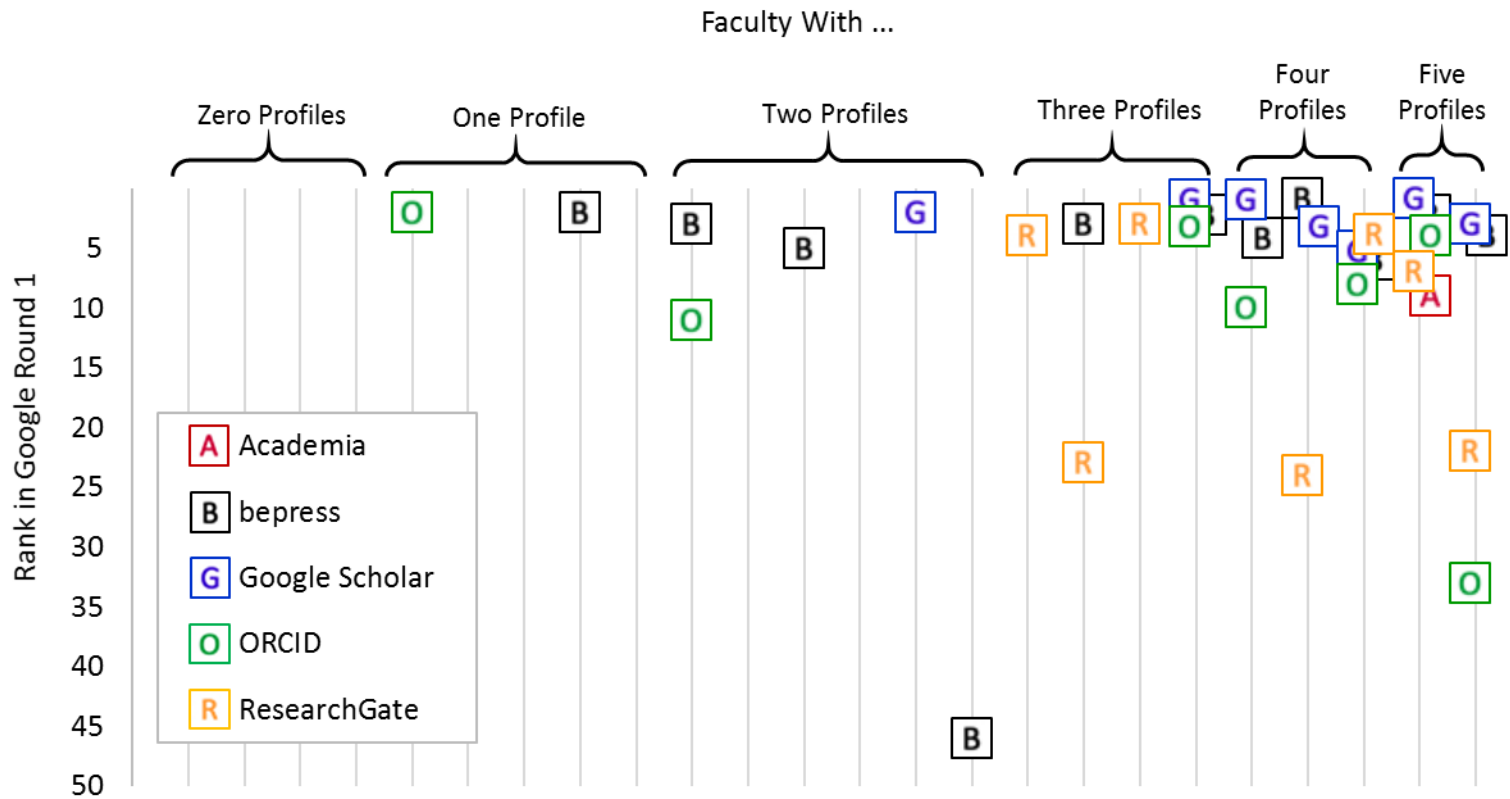 Faculty With ...
Four
Profiles
Five
Profiles
Zero Profiles
One Profile
Two Profiles
Three Profiles
Rank in Google Round 1
5
10
15
20
25
30
35
40
45
50
O
B
B
O
B
G
B
R
B
R
R
G
B
O
G
O
B
B
R
G
G
B
O
R
G
B
O
R
A
G
B
R
O
A Academia
B bepress
G Google Scholar
O ORCID
R ResearchGate